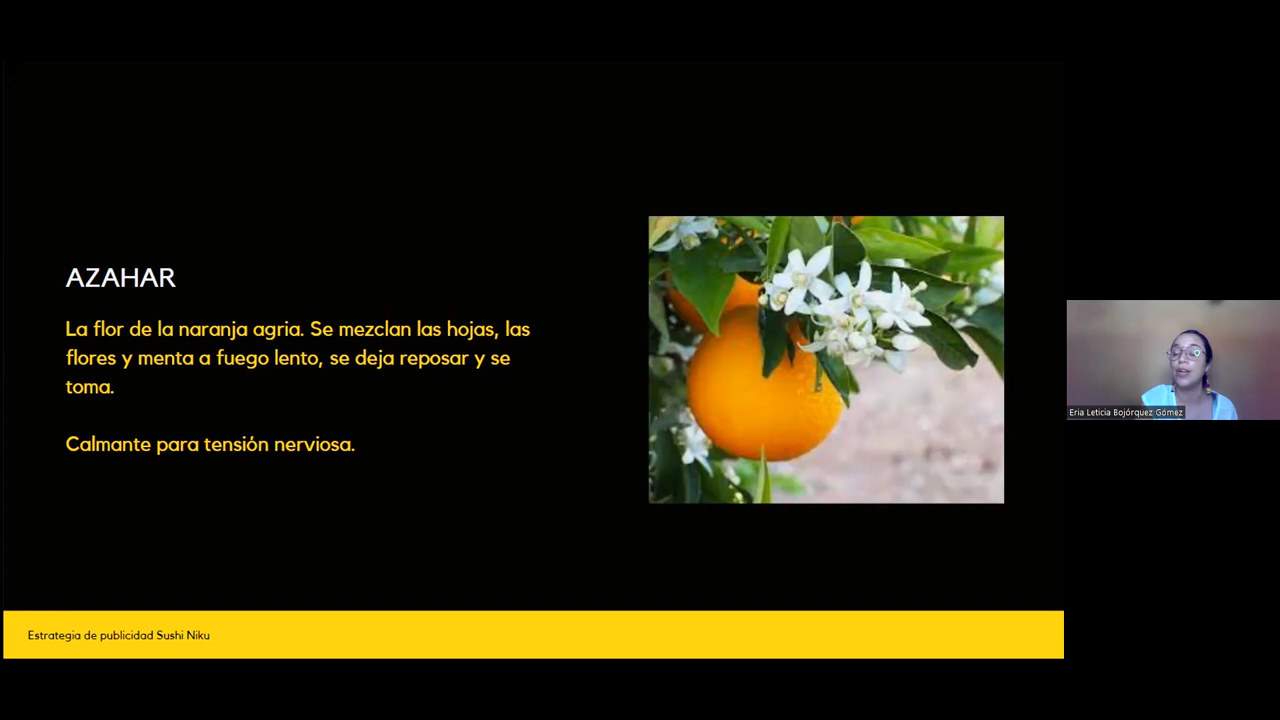 AZAHAR
La flor de la naranja agria. Se mezclan las hojas, las
flores y menta a fuego lento, se deja reposar y se
toma.
Calmante para tensión nerviosa.
Eria Leticia Bojórquez Gómez
Estrategia de publicidad Sushi Niku